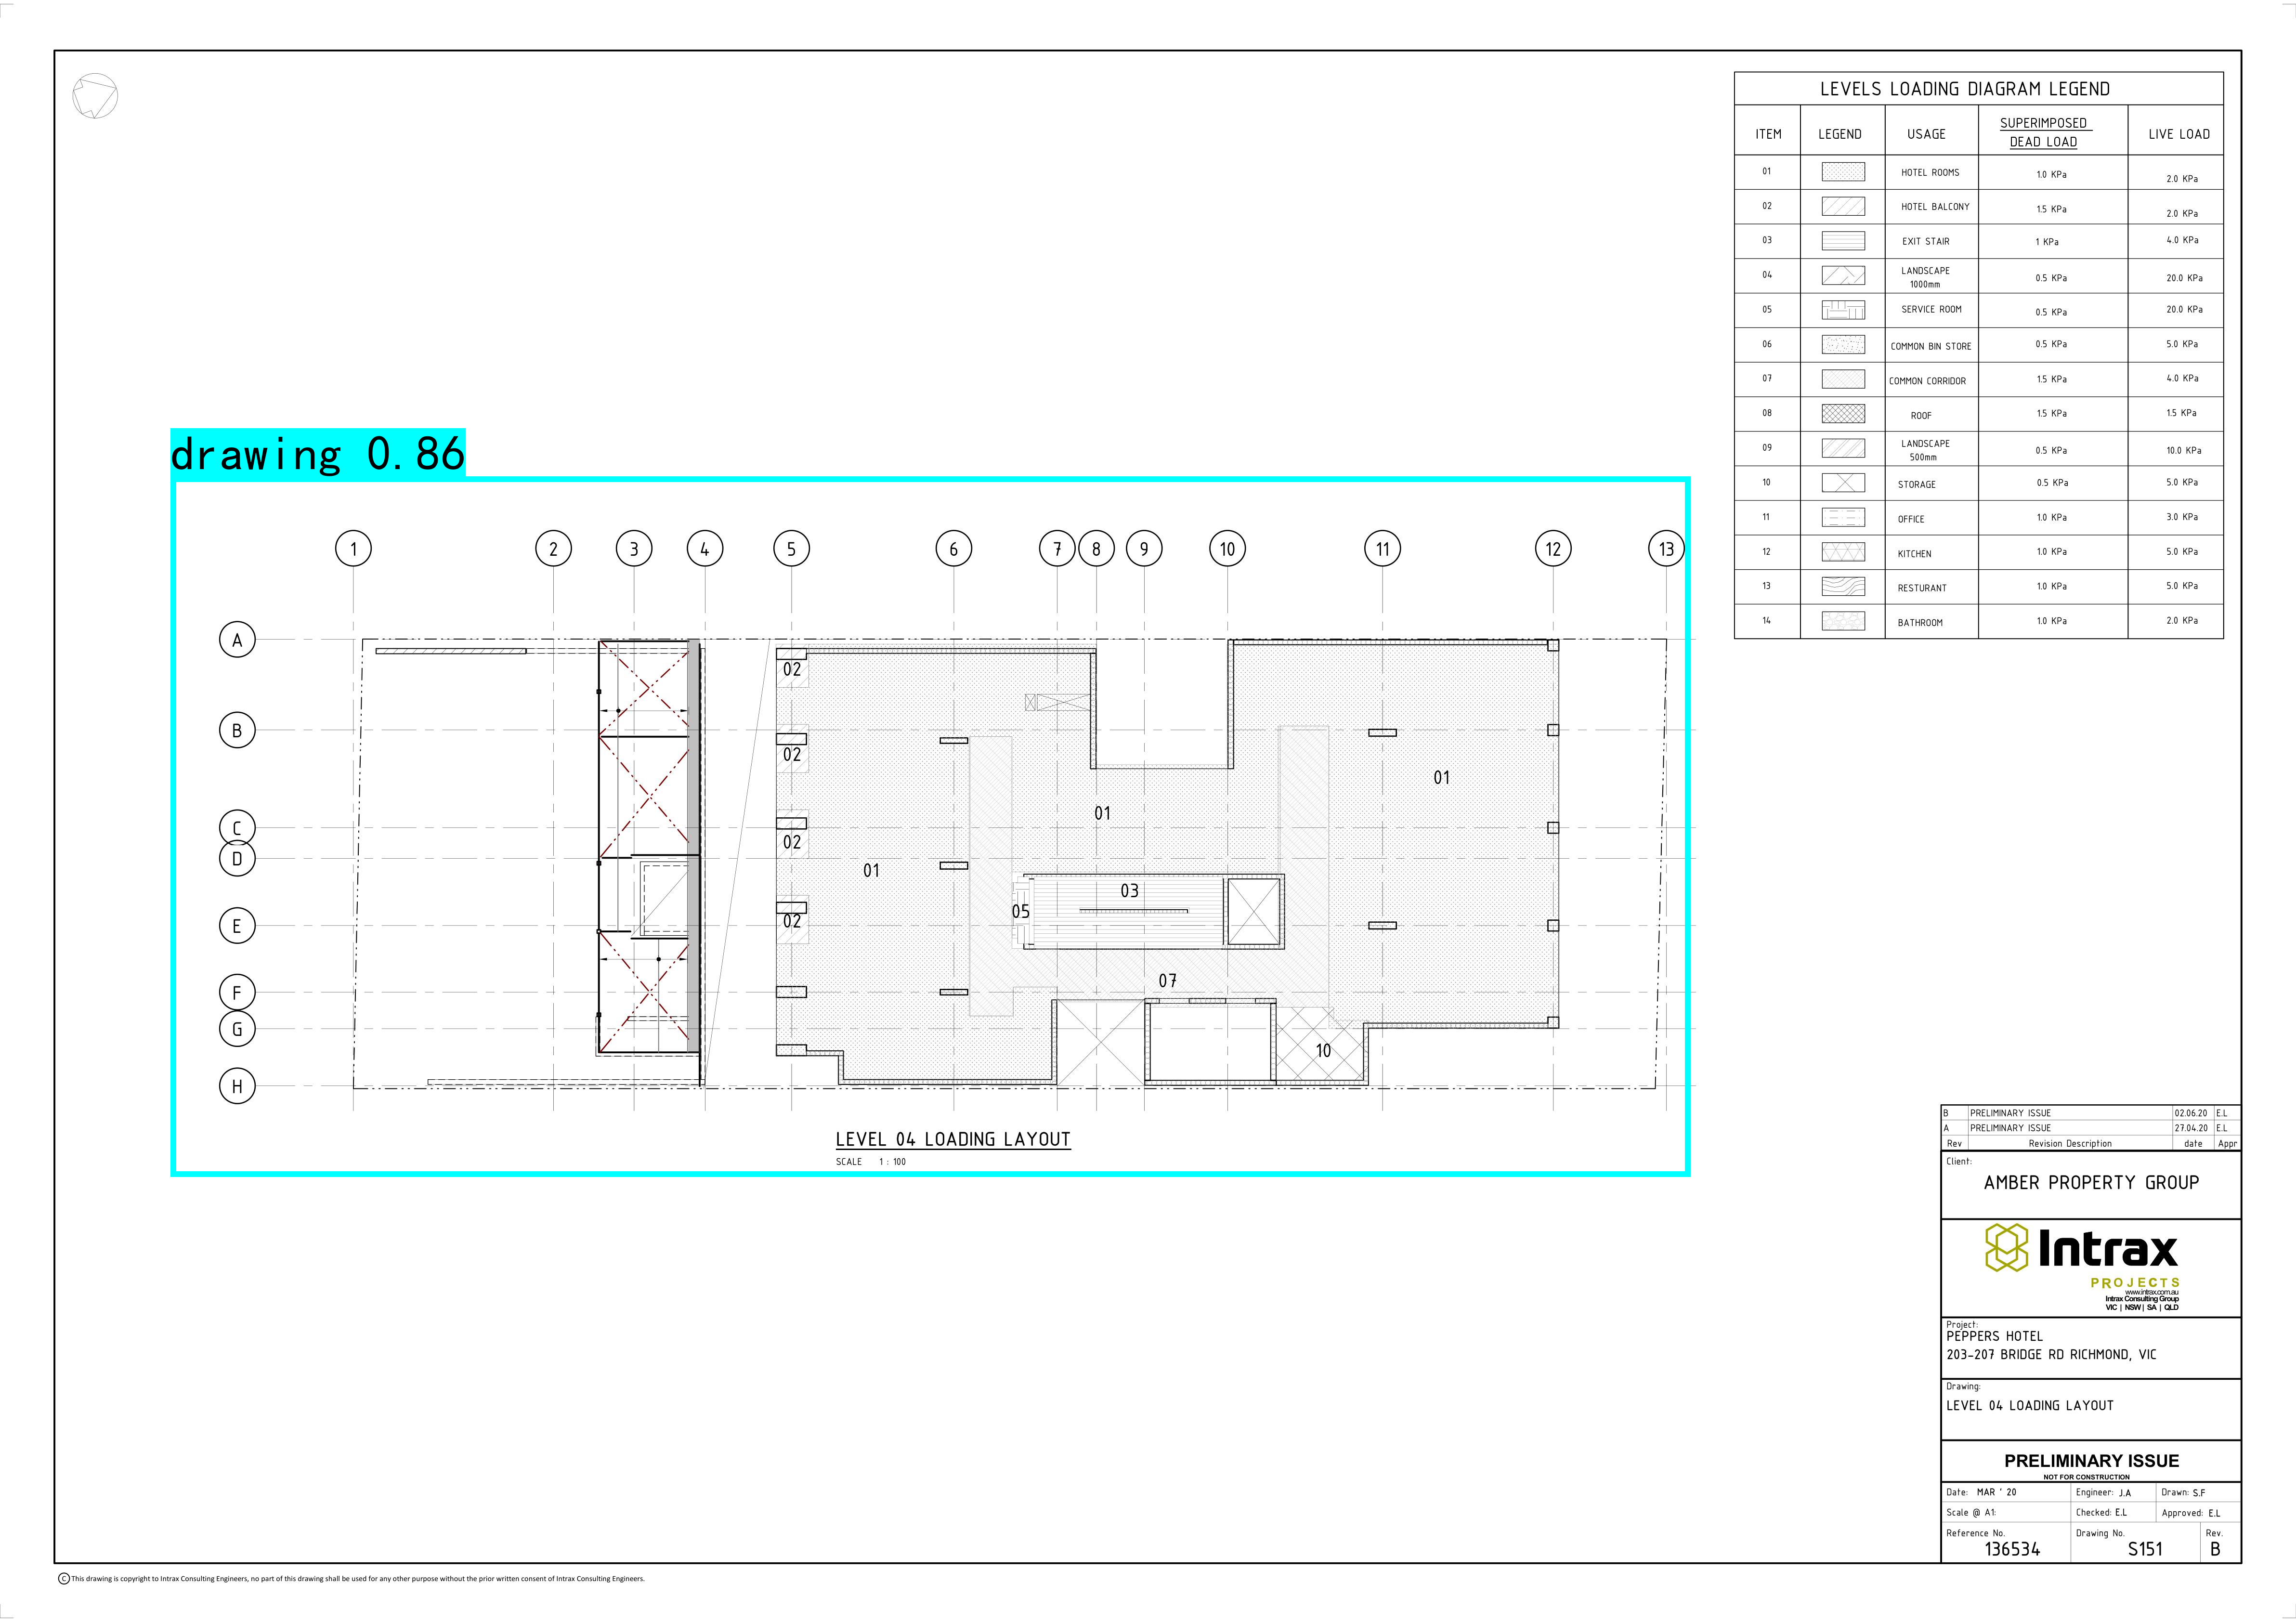 LEVELS LOADING DIAGRAM LEGEND
ITEM LEGEND USAGE SUPERIMPOSED DEAD LOAD LIVE LOAD
01 HOTEL ROOMS 1.0 KPa 2.0 KPa
02 HOTEL BALCONY 1.5 KPa 2.0 KPa
03 EXIT STAIR 1 KPa 4.0 KPa
04 LANDSCAPE 1000mm 0.5 KPa 20.0 KPa
05 SERVICE ROOM 0.5 KPa 20.0 KPa
06 COMMON BIN STORE 0.5 KPa 5.0 KPa
07 COMMON CORRIDOR 1.5 KPa 4.0 KPa
08 ROOF 1.5 KPa 1.5 KPa
09 LANDSCAPE 500mm 0.5 KPa 10.0 KPa
10 STORAGE 0.5 KPa 5.0 KPa
11 OFFICE 1.0 KPa 3.0 KPa
12 KITCHEN 1.0 KPa 5.0 KPa
13 RESTURANT 1.0 KPa 5.0 KPa
14 BATHROOM 1.0 KPa 2.0 KPa
drawing 0.86
1 2 3 4 5 6 7 8 9 10 11 12 13
A
02
B
02
01
01
C
02
D
01
03
05
E
02
07
F
G
10
H
LEVEL 04 LOADING LAYOUT
SCALE 1 : 100
B PRELIMINARY ISSUE 02.06.20 E.L
A PRELIMINARY ISSUE 27.04.20 E.L
Rev Revision Description date Appr
Client:
AMBER PROPERTY GROUP
Intrax
PROJECTS
www.intrax.com.au
Intrax Consulting Group
VIC | NSW | SA | QLD
Project:
PEPPERS HOTEL
203-207 BRIDGE RD RICHMOND, VIC
Drawing:
LEVEL 04 LOADING LAYOUT
PRELIMINARY ISSUE
NOT FOR CONSTRUCTION
Date: MAR ' 20 Engineer: J.A Drawn: S.F
Scale @ A1: Checked: E.L Approved: E.L
Reference No. Drawing No. Rev.
136534 S151 B
C This drawing is copyright to Intrax Consulting Engineers, no part of this drawing shall be used for any other purpose without the prior written consent of Intrax Consulting Engineers.